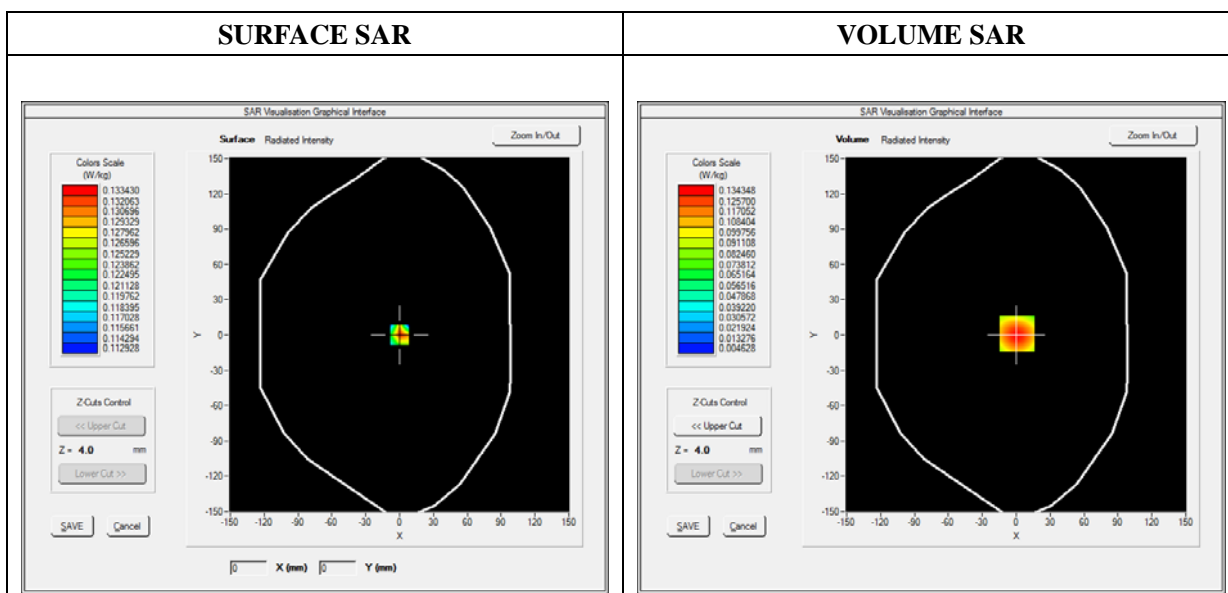 SURFACE SAR
VOLUME SAR
SAR Visualisation Graphical Interface
Surface Radiated Intensity
Zoom In/Out
Colors Scale
(W/kg)
0.133430
0.132063
0.130696
0.129329
0.127962
0.126596
0.125229
0.123862
0.122495
0.121128
0.119762
0.118395
0.117028
0.115661
0.114294
0.112928
150
120
90
60
30
0
-30
-60
-90
-120
-150
Y
-150 -120 -90 -60 -30 0 30 60 90 120 150
X
Z-Cuts Control
<< Upper Cut
Z = 4.0 mm
Lower Cut >>
SAVE Cancel
0 X (mm) 0 Y (mm)
SAR Visualisation Graphical Interface
Volume Radiated Intensity
Zoom In/Out
Colors Scale
(W/kg)
0.134348
0.125700
0.117052
0.108404
0.099756
0.091108
0.082460
0.073812
0.065164
0.056516
0.047868
0.039220
0.030572
0.021924
0.013276
0.004628
150
120
90
60
30
0
-30
-60
-90
-120
-150
Y
-150 -120 -90 -60 -30 0 30 60 90 120 150
X
Z-Cuts Control
<< Upper Cut
Z = 4.0 mm
Lower Cut >>
SAVE Cancel